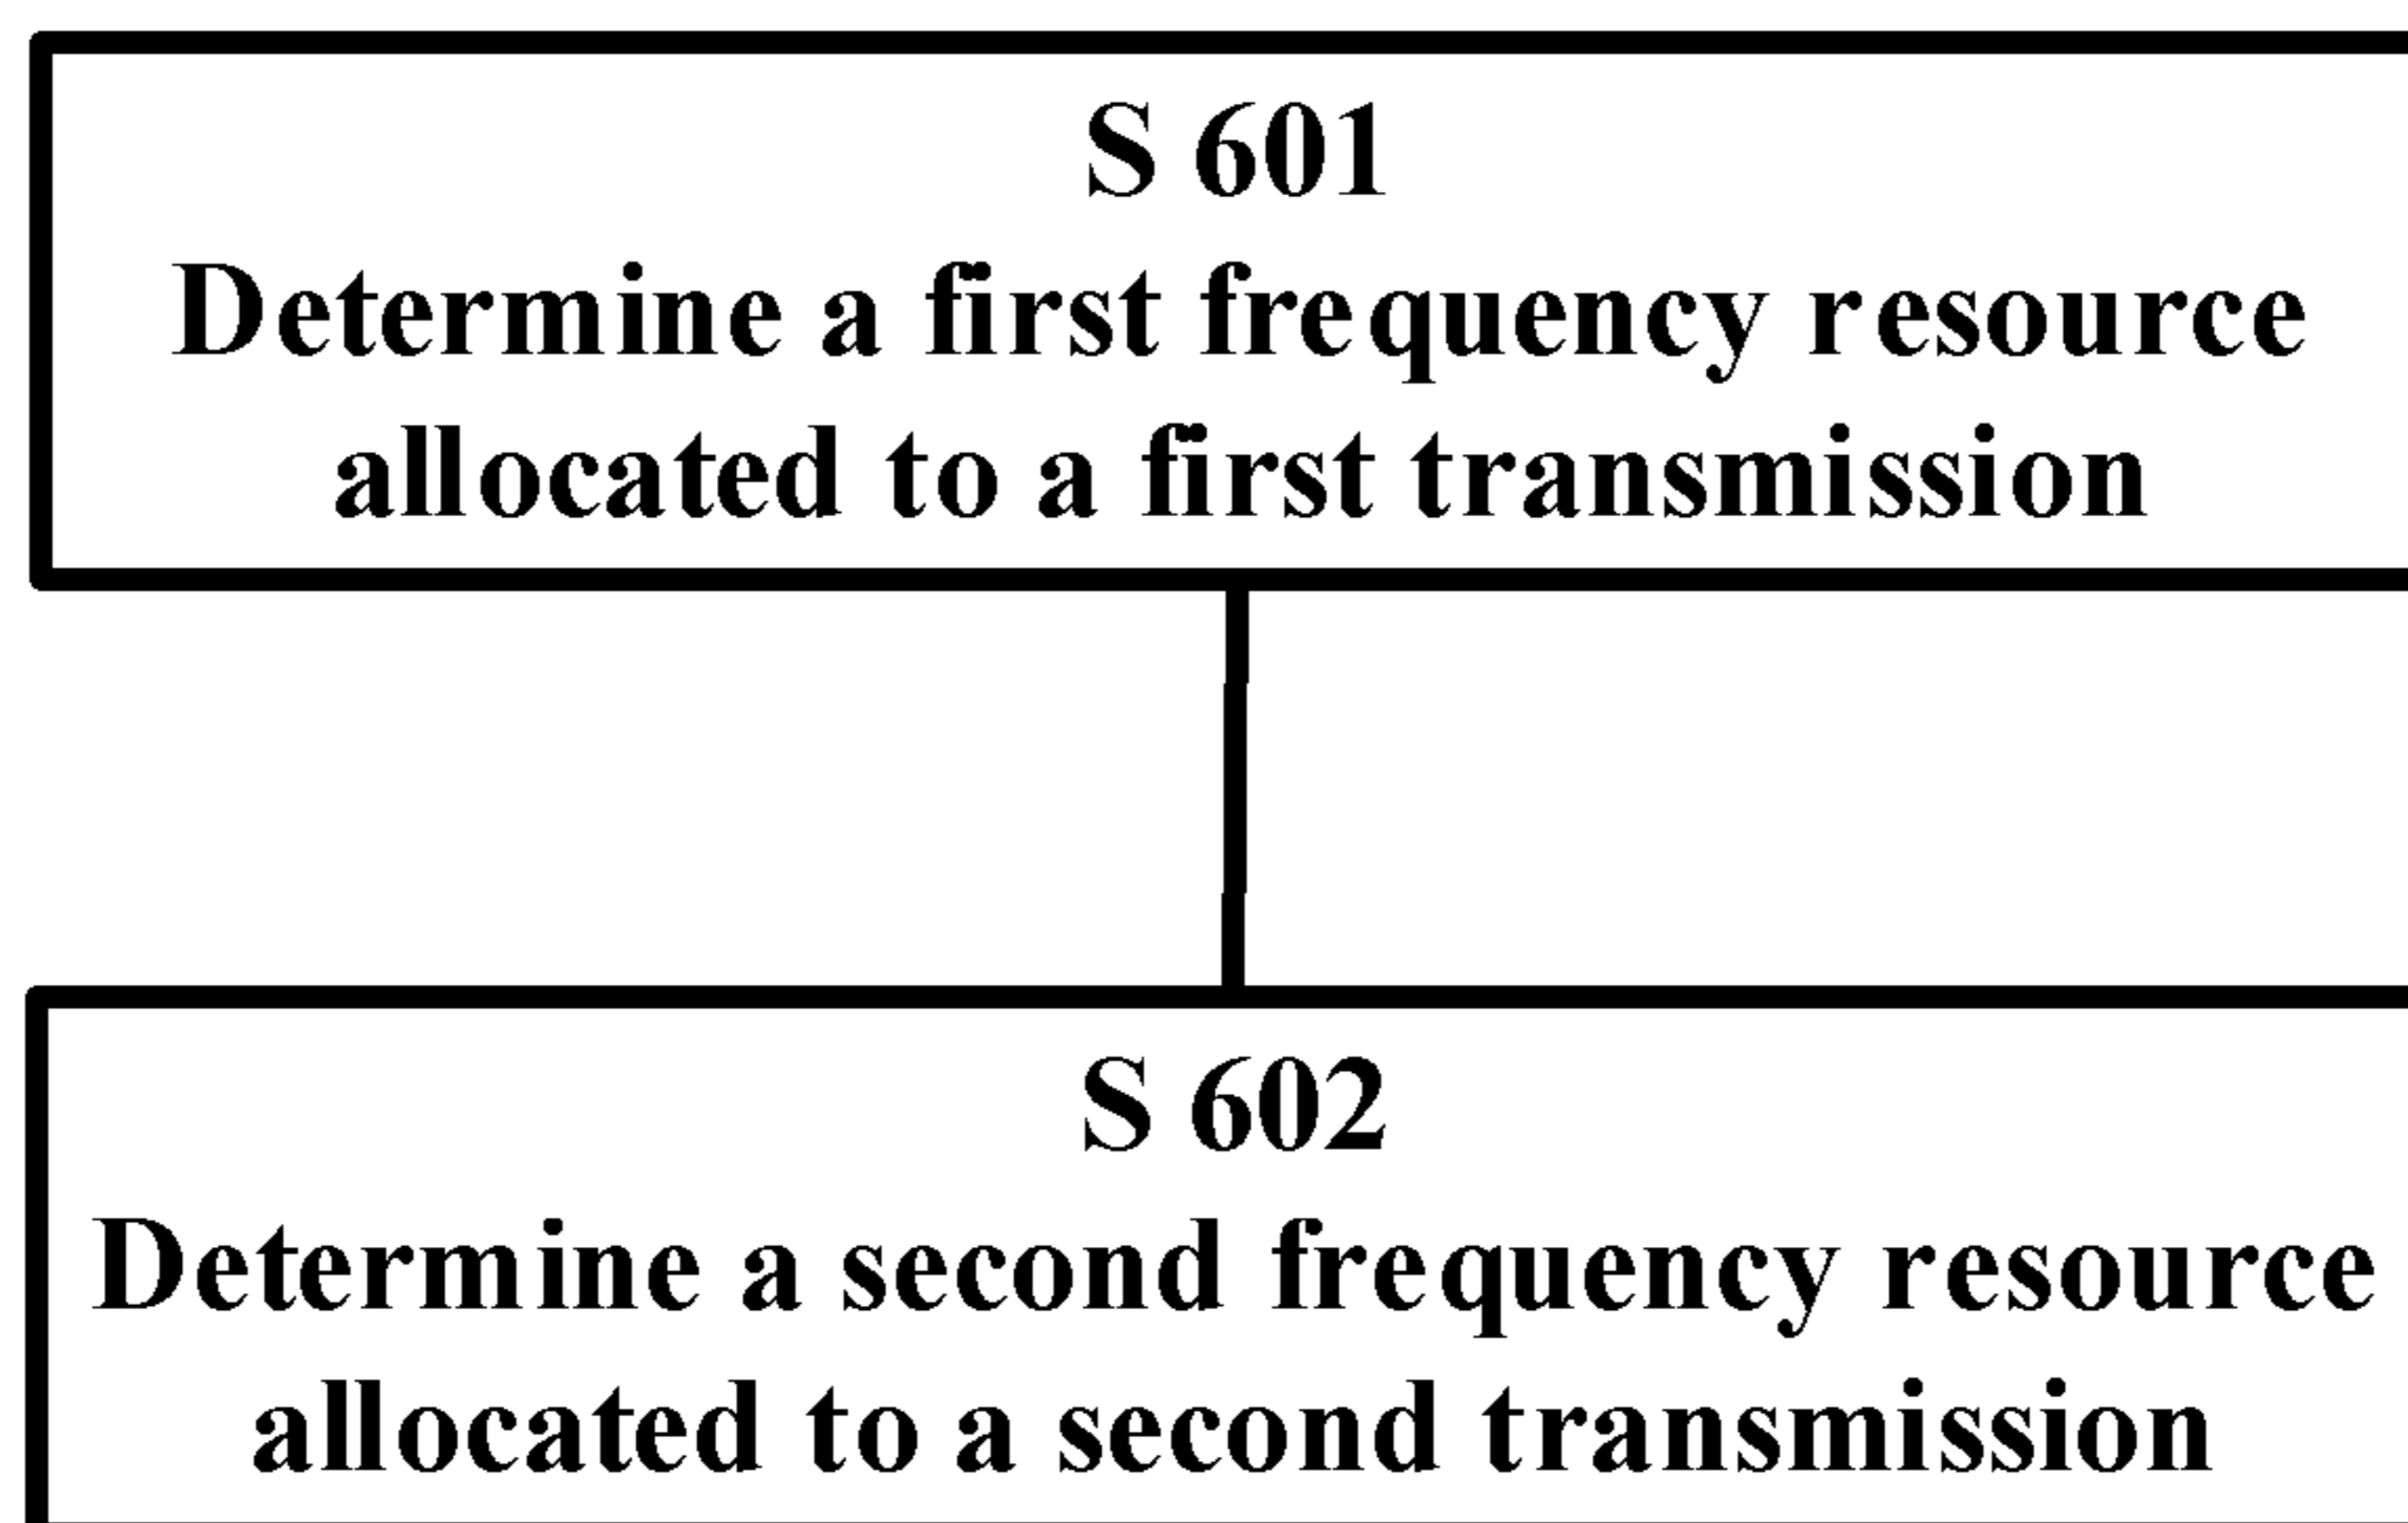 S 601
Determine a first frequency resource
allocated to a first transmission
S 602
Determine a second frequency resource
allocated to a second transmission